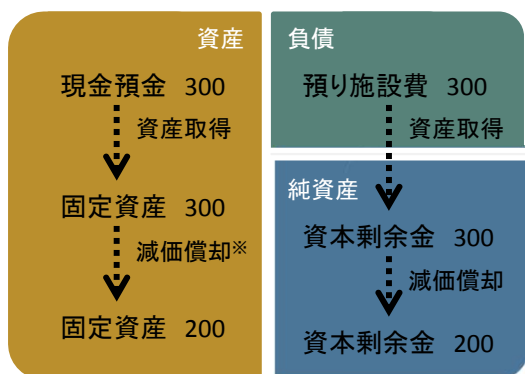 資産
現金預金 300
資産取得
固定資産 300
減価償却※
固定資産 200
負債
預り施設費 300
資産取得
純資産
資本剰余金 300
減価償却
資本剰余金 200